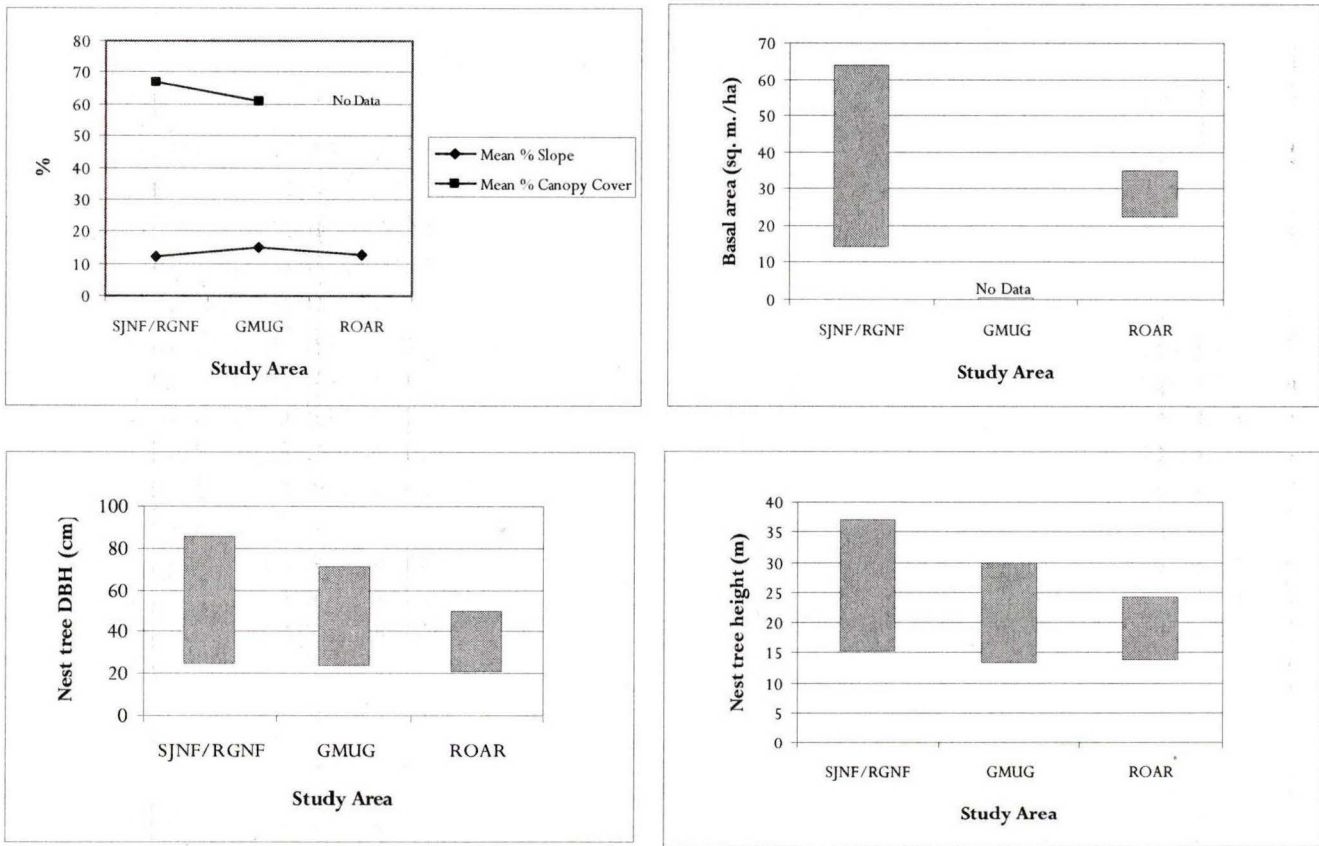 80
70
60
50
40
30
20
10
0
%
No Data
SJNF/RGNF GMUG ROAR
Study Area
Mean % Slope
Mean % Canopy Cover
70
60
50
40
30
20
10
0
Basal area (sq. m./ha)
No Data
SJNF/RGNF GMUG ROAR
Study Area
100
80
60
40
20
0
Nest tree DBH (cm)
SJNF/RGNF GMUG ROAR
Study Area
40
35
30
25
20
15
10
5
0
Nest tree height (m)
SJNF/RGNF GMUG ROAR
Study Area